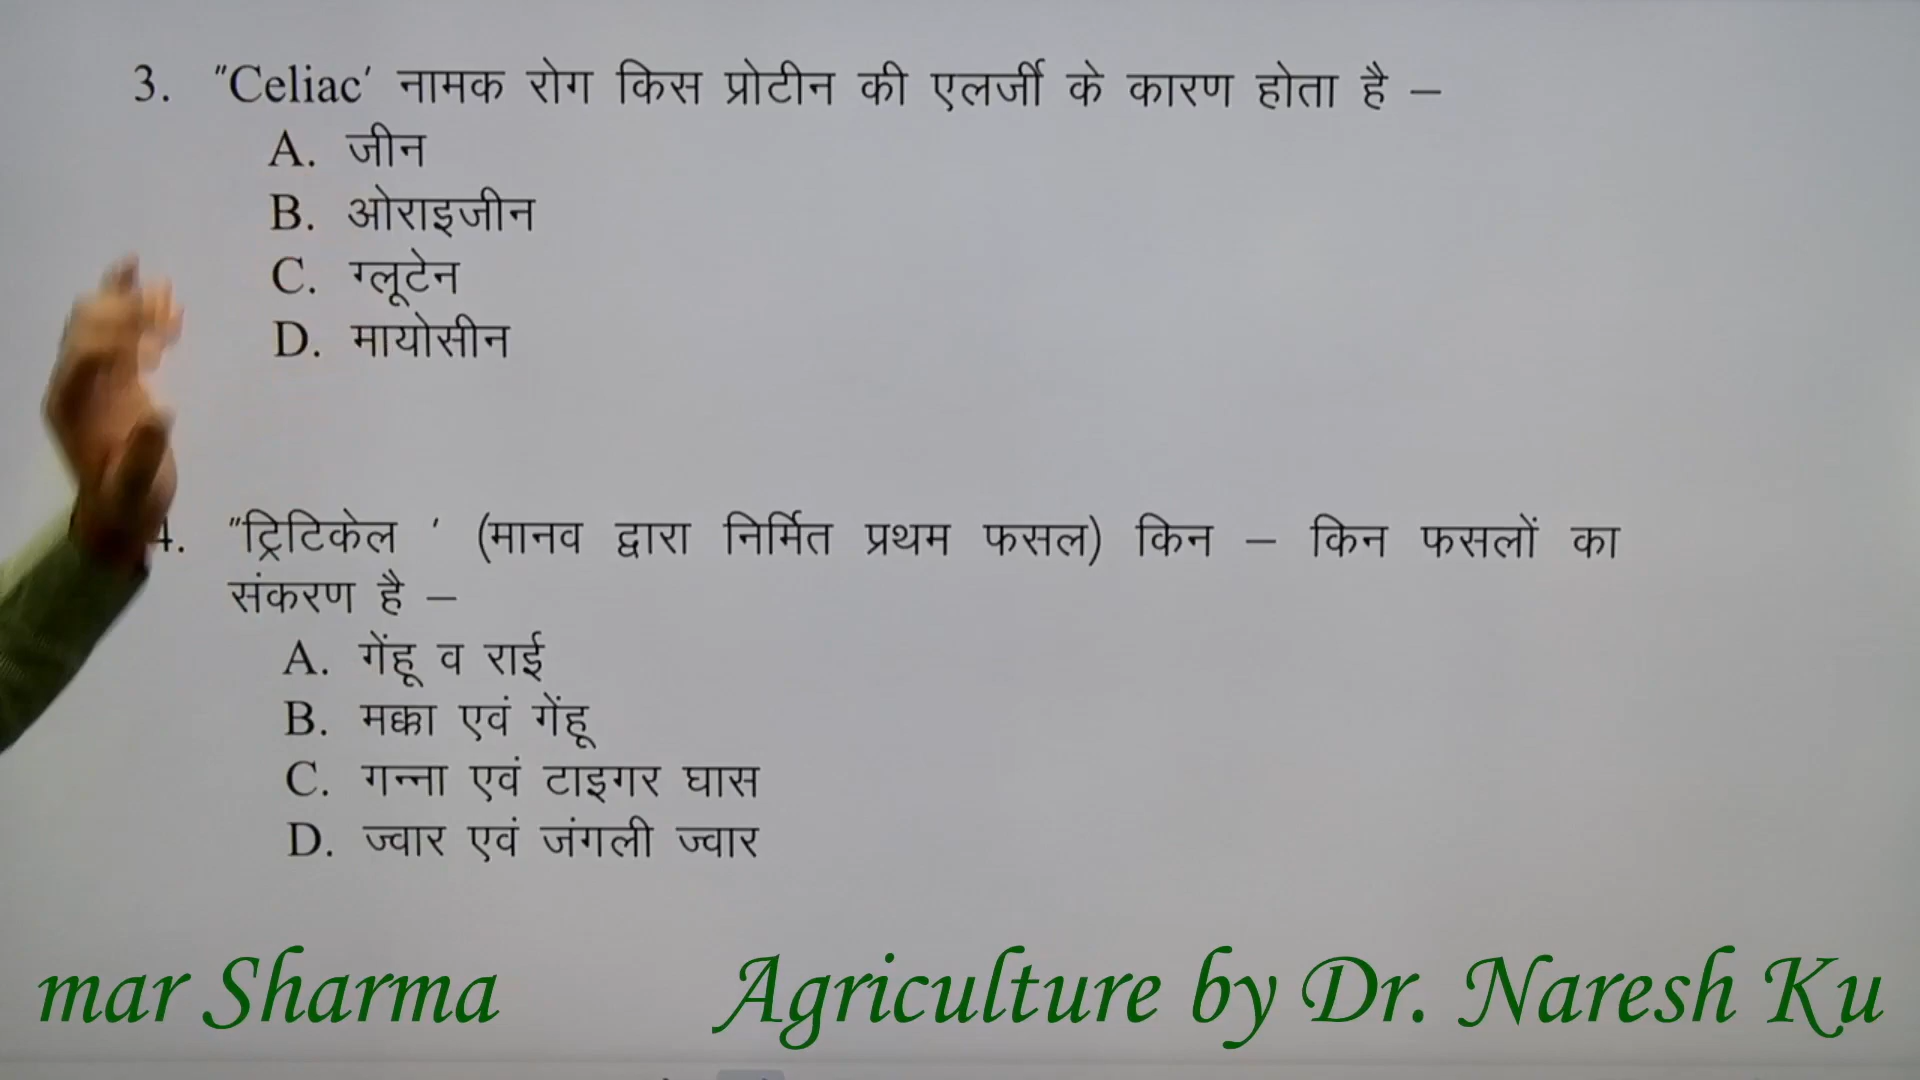 3. "Celiac' नामक रोग किस प्रोटीन की एलर्जी के कारण होता है –
A. जीन
B. ओराइजीन
C. ग्लूटेन
D. मायोसीन
4. "ट्रिटिकेल ' (मानव द्वारा निर्मित प्रथम फसल) किन – किन फसलों का
संकरण है –
A. गेंहू व राई
B. मक्का एवं गेंहू
C. गन्ना एवं टाइगर घास
D. ज्वार एवं जंगली ज्वार
mar Sharma Agriculture by Dr. Naresh Ku